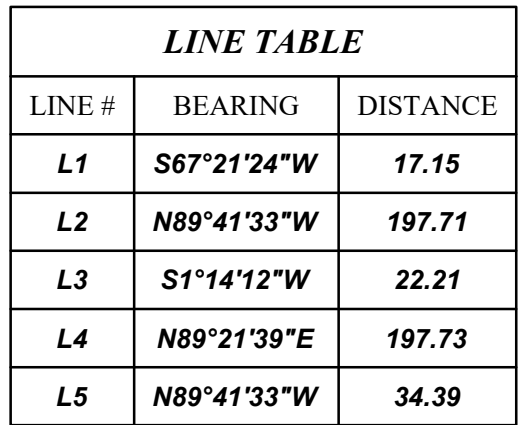 LINE TABLE
LINE # BEARING DISTANCE
L1 S67°21'24"W 17.15
L2 N89°41'33"W 197.71
L3 S1°14'12"W 22.21
L4 N89°21'39"E 197.73
L5 N89°41'33"W 34.39